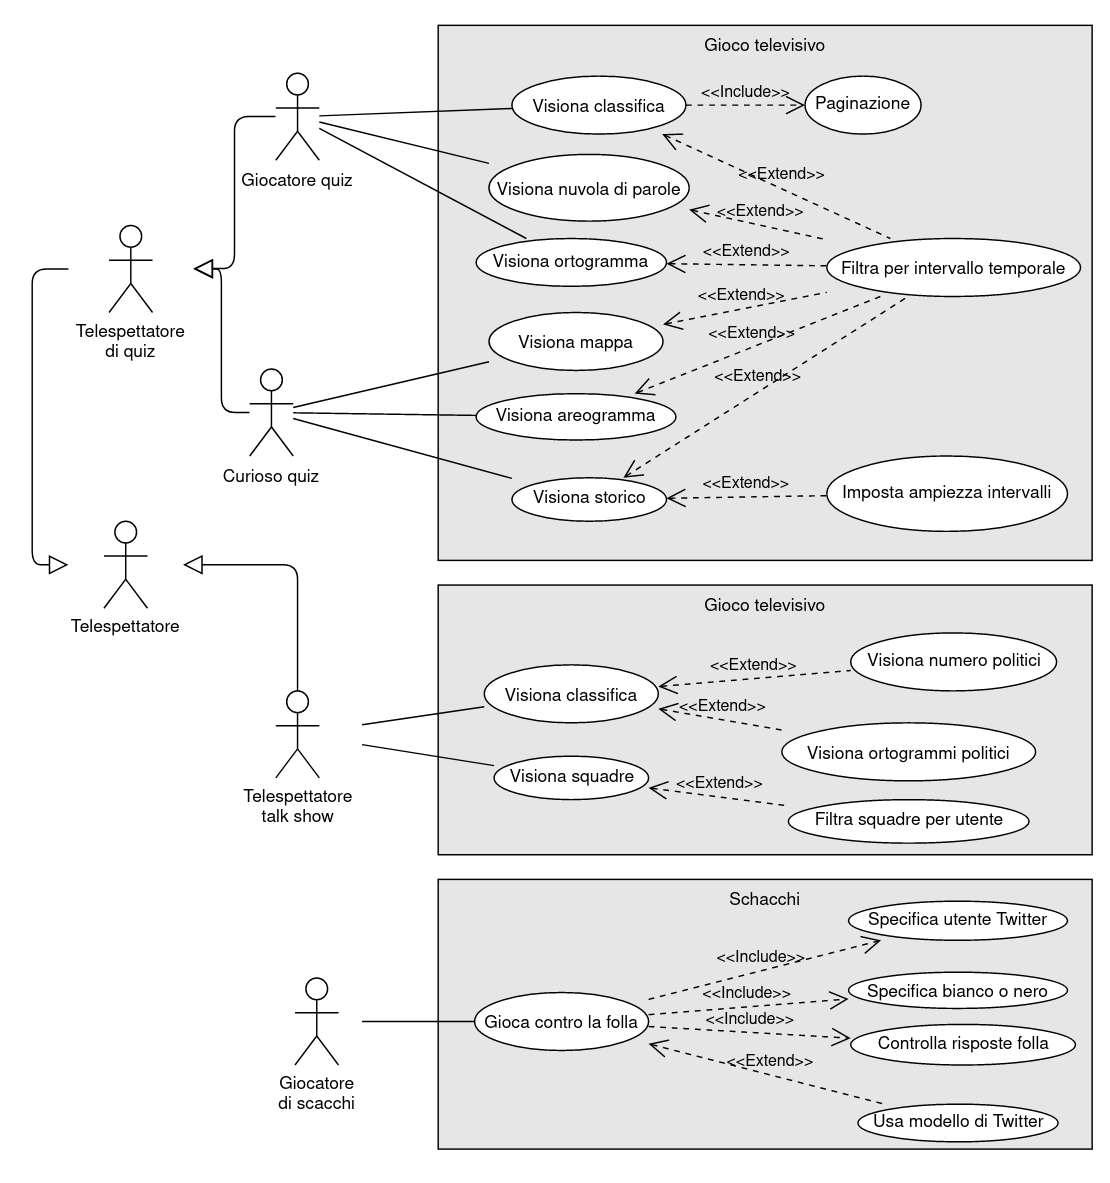 Gioco televisivo
Visiona classifica
<<Include>>
Paginazione
<<Extend>>
Giocatore quiz
Visiona nuvola di parole
<<Extend>>
Visiona ortogramma
<<Extend>>
Filtra per intervallo temporale
<<Extend>>
Telespettatore
di quiz
Visiona mappa
<<Extend>>
<<Extend>>
Visiona areogramma
Curioso quiz
<<Extend>>
Imposta ampiezza intervalli
Visiona storico
Telespettatore
Gioco televisivo
Visiona numero politici
<<Extend>>
Visiona classifica
<<Extend>>
Visiona ortogrammi politici
Visiona squadre
<<Extend>>
Telespettatore
talk show
Filtra squadre per utente
Schacchi
Specifica utente Twitter
<<Include>>
<<Include>>
Specifica bianco o nero
Gioca contro la folla
<<Include>>
Controlla risposte folla
<<Extend>>
Giocatore
di scacchi
Usa modello di Twitter